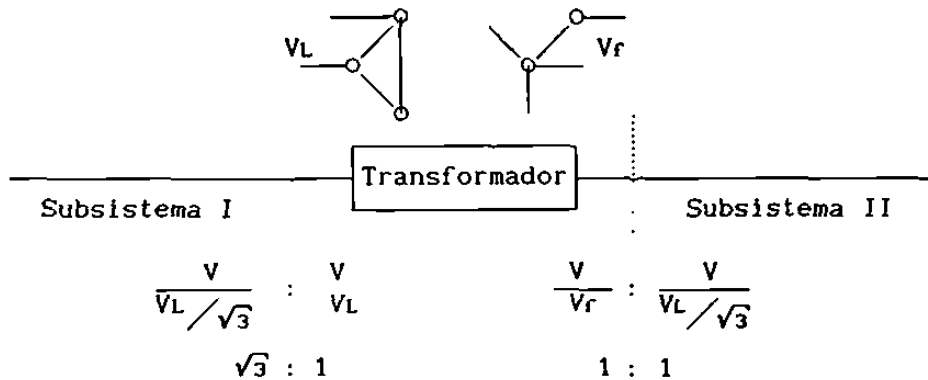 VL Vf
Transformador
Subsistema I Subsistema II
V / VL/√3 : V / VL V / Vf : V / VL/√3
√3 : 1 1 : 1